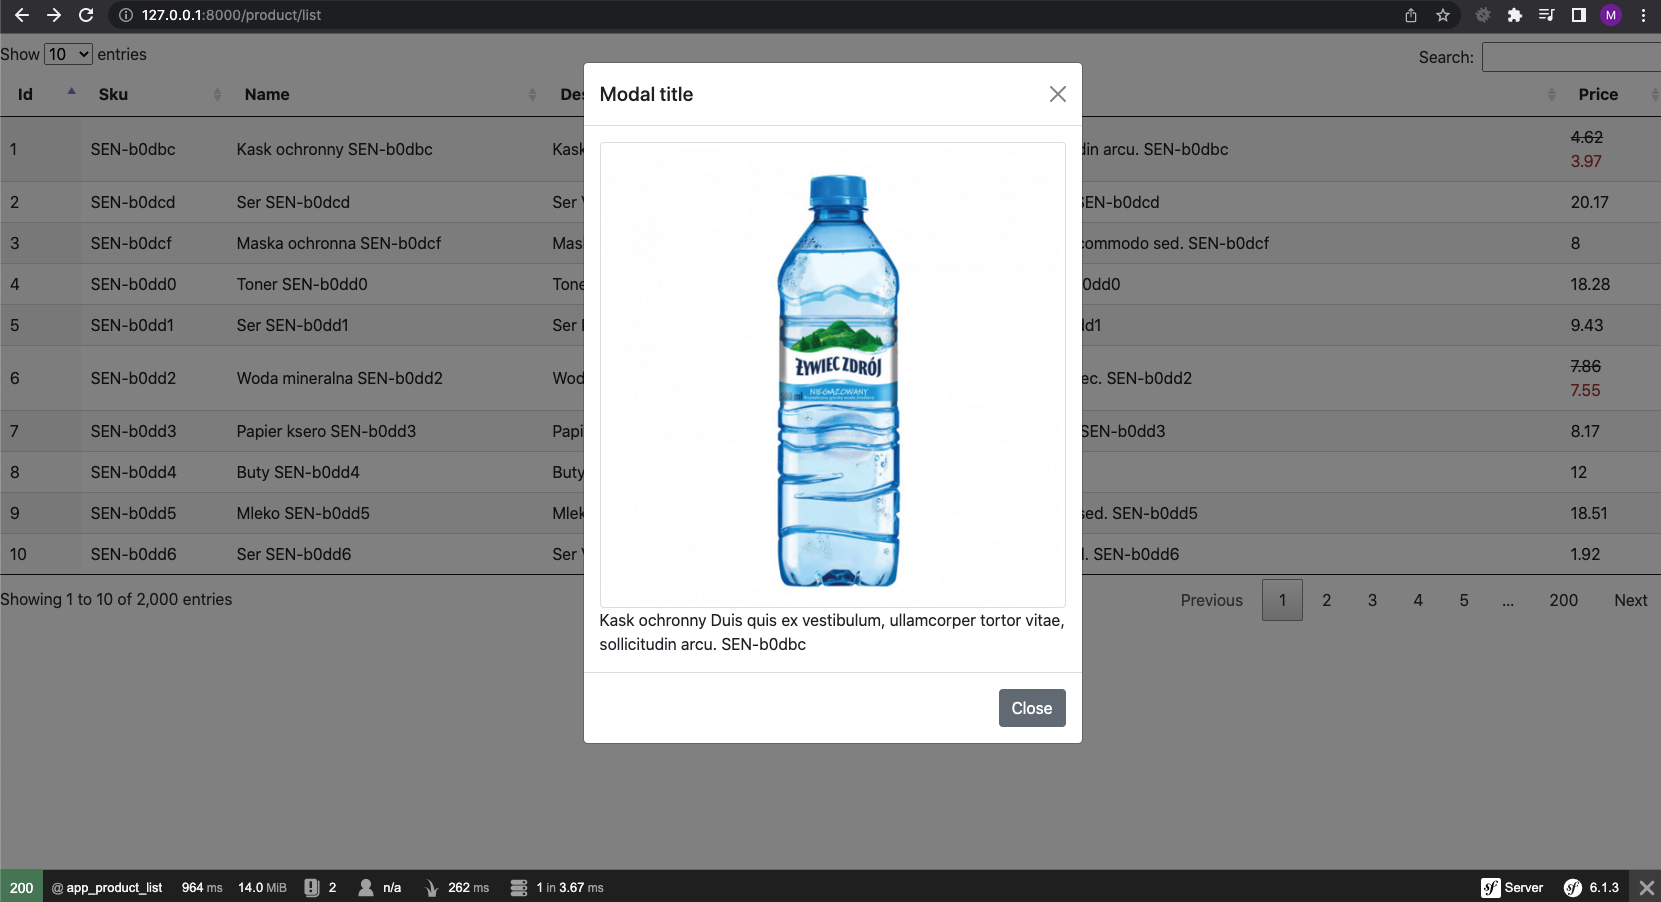 127.0.0.1:8000/product/list
M
Show 10 entries
Search:
Id Sku Name Des Price
1 SEN-b0dbc Kask ochronny SEN-b0dbc Kask din arcu. SEN-b0dbc 4.62
3.97
2 SEN-b0dcd Ser SEN-b0dcd Ser SEN-b0dcd 20.17
3 SEN-b0dcf Maska ochronna SEN-b0dcf Mas commodo sed. SEN-b0dcf 8
4 SEN-b0dd0 Toner SEN-b0dd0 Tone 0dd0 18.28
5 SEN-b0dd1 Ser SEN-b0dd1 Ser dd1 9.43
6 SEN-b0dd2 Woda mineralna SEN-b0dd2 Wod ec. SEN-b0dd2 7.86
7.55
7 SEN-b0dd3 Papier ksero SEN-b0dd3 Papi SEN-b0dd3 8.17
8 SEN-b0dd4 Buty SEN-b0dd4 Buty 12
9 SEN-b0dd5 Mleko SEN-b0dd5 Mlek sed. SEN-b0dd5 18.51
10 SEN-b0dd6 Ser SEN-b0dd6 Ser . SEN-b0dd6 1.92
Showing 1 to 10 of 2,000 entries
Previous 1 2 3 4 5 ... 200 Next
Modal title
ŻYWIEC ZDRÓJ
NIEGAZOWANY
Kask ochronny Duis quis ex vestibulum, ullamcorper tortor vitae,
sollicitudin arcu. SEN-b0dbc
Close
200 @ app_product_list 964 ms 14.0 MiB 2 n/a 262 ms 1 in 3.67 ms sf Server sf 6.1.3